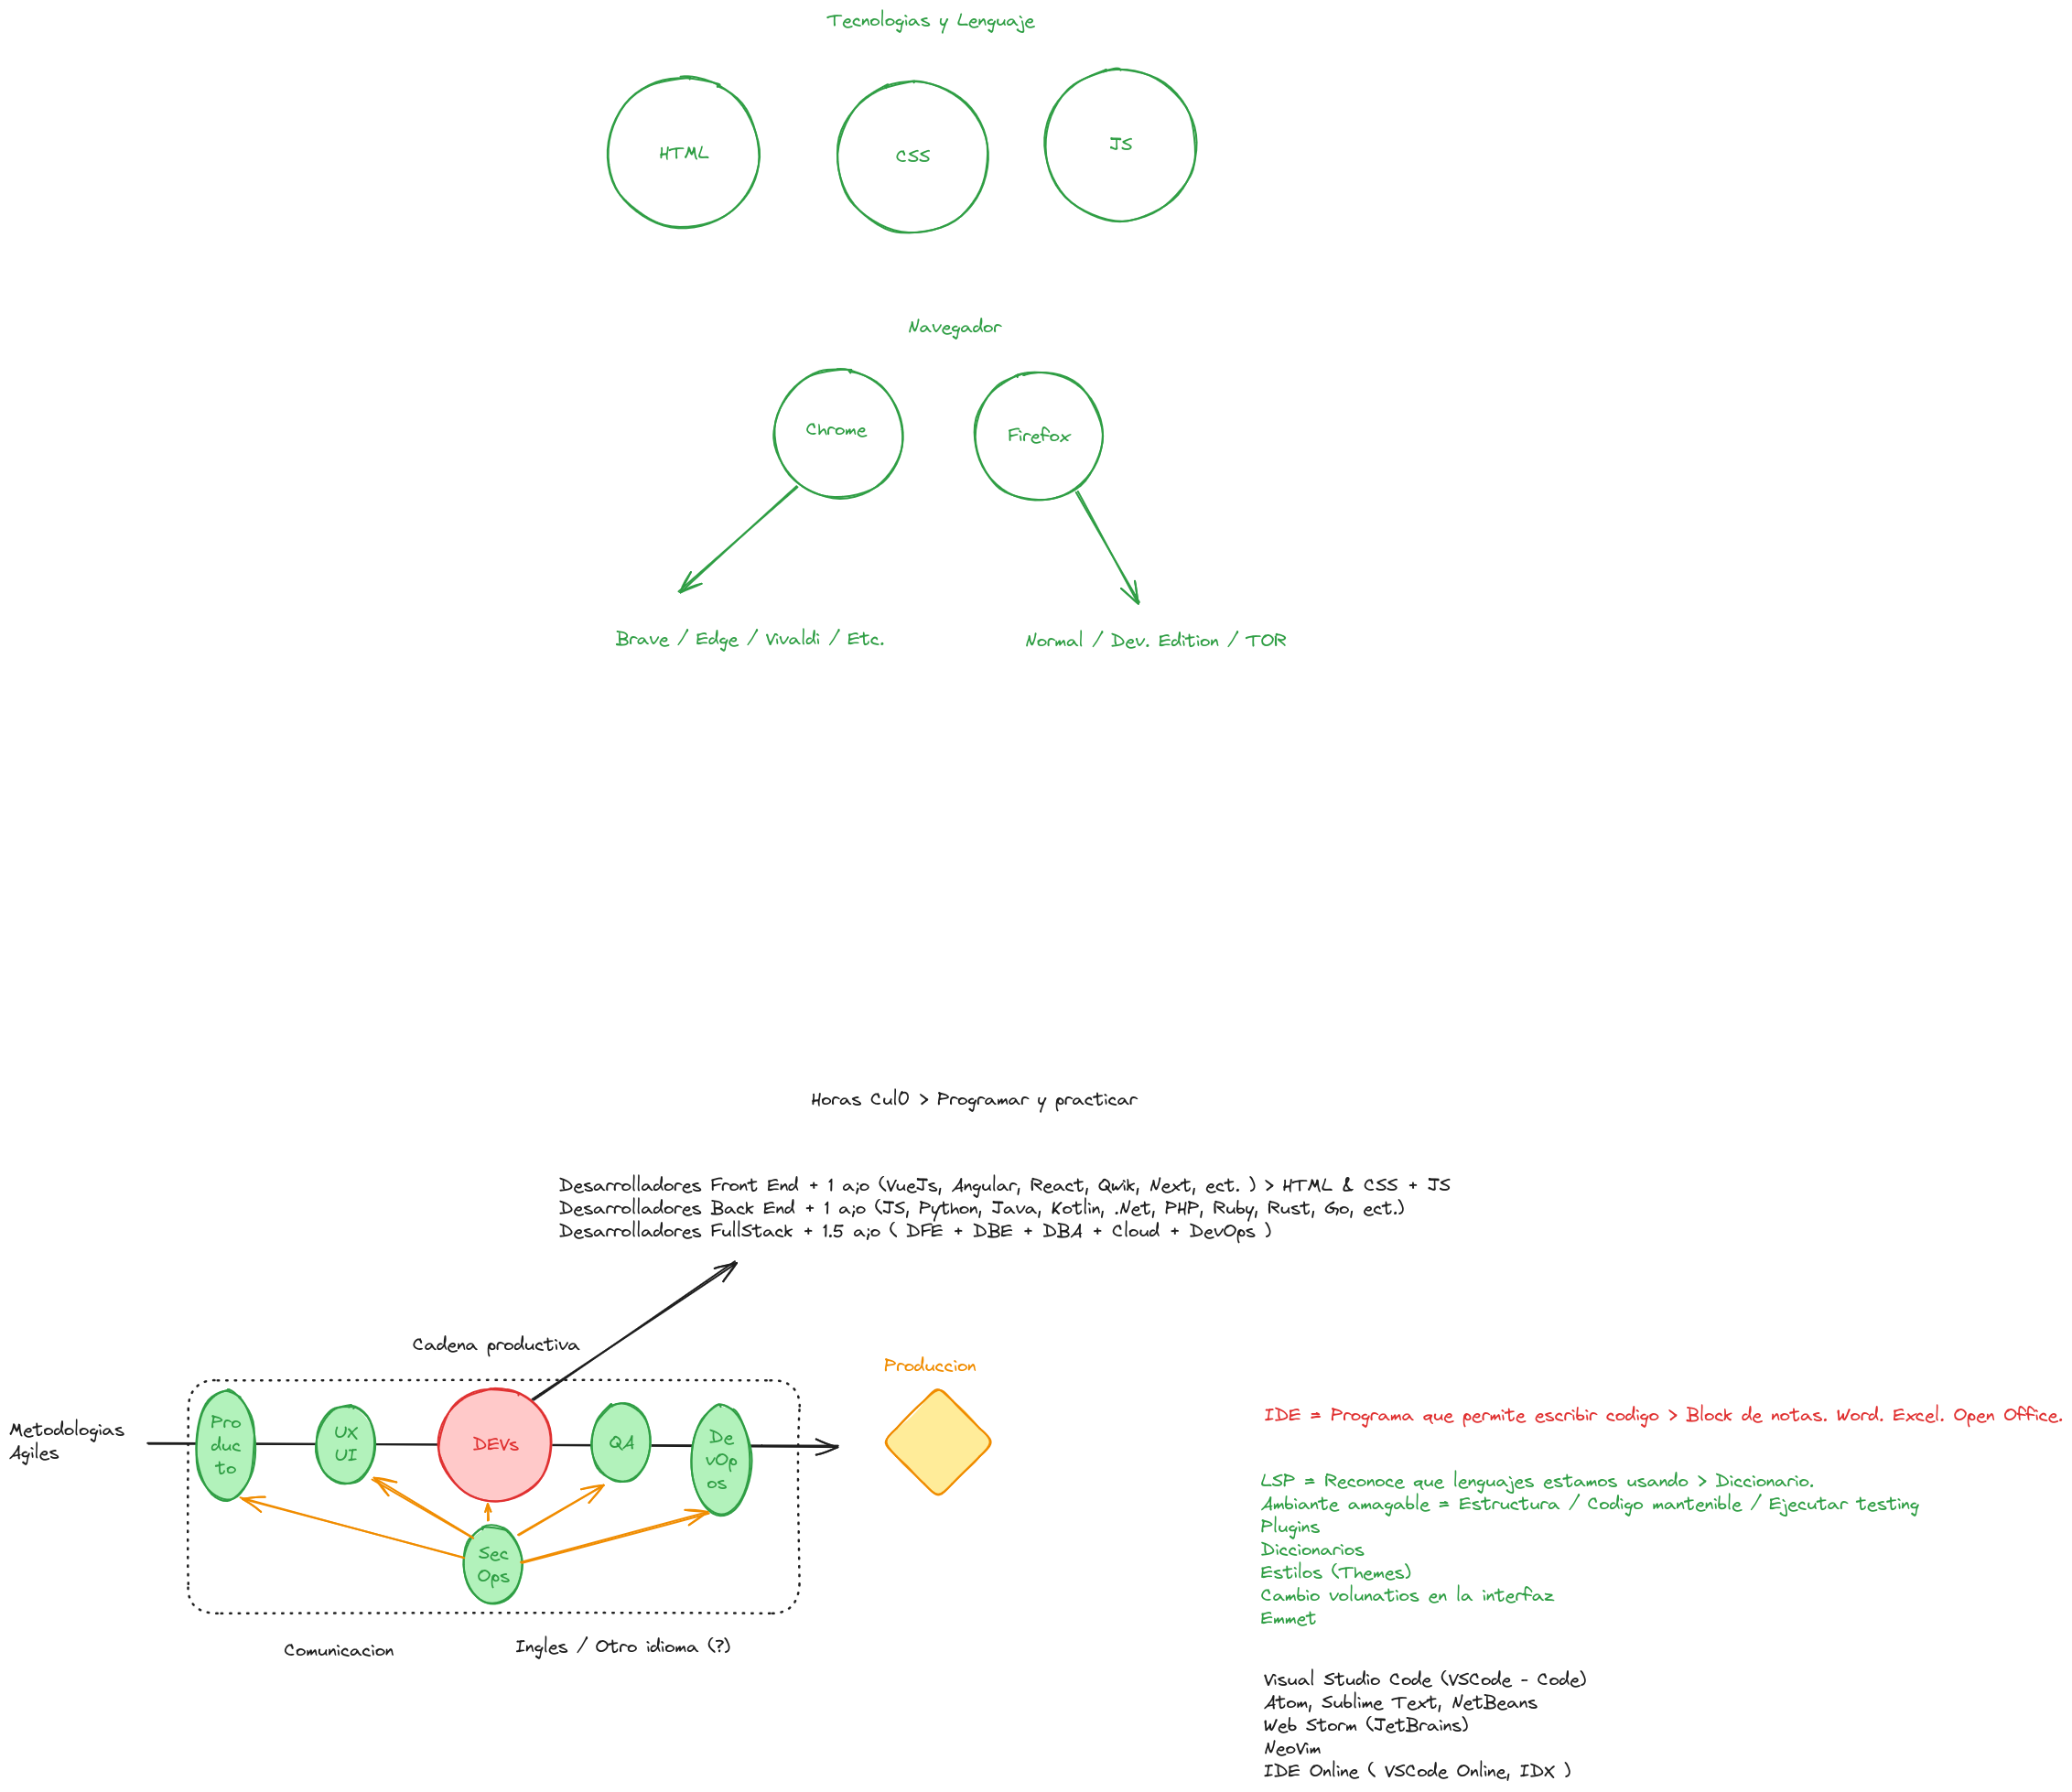 Tecnologias y Lenguaje
HTML
CSS
JS
Navegador
Chrome
Firefox
Brave / Edge / Vivaldi / Etc.
Normal / Dev. Edition / TOR
Horas CulO > Programar y practicar
Desarrolladores Front End + 1 a;o (VueJs, Angular, React, Qwik, Next, ect. ) > HTML & CSS + JS
Desarrolladores Back End + 1 a;o (JS, Python, Java, Kotlin, .Net, PHP, Ruby, Rust, Go, ect.)
Desarrolladores FullStack + 1.5 a;o ( DFE + DBE + DBA + Cloud + DevOps )
Cadena productiva
Produccion
Metodologias
Agiles
Pro
duc
to
UX
UI
DEVs
QA
De
vOp
os
Sec
Ops
Comunicacion
Ingles / Otro idioma (?)
IDE = Programa que permite escribir codigo > Block de notas. Word. Excel. Open Office.
LSP = Reconoce que lenguajes estamos usando > Diccionario.
Ambiante amagable = Estructura / Codigo mantenible / Ejecutar testing
Plugins
Diccionarios
Estilos (Themes)
Cambio volunatios en la interfaz
Emmet
Visual Studio Code (VSCode - Code)
Atom, Sublime Text, NetBeans
Web Storm (JetBrains)
NeoVim
IDE Online ( VSCode Online, IDX )